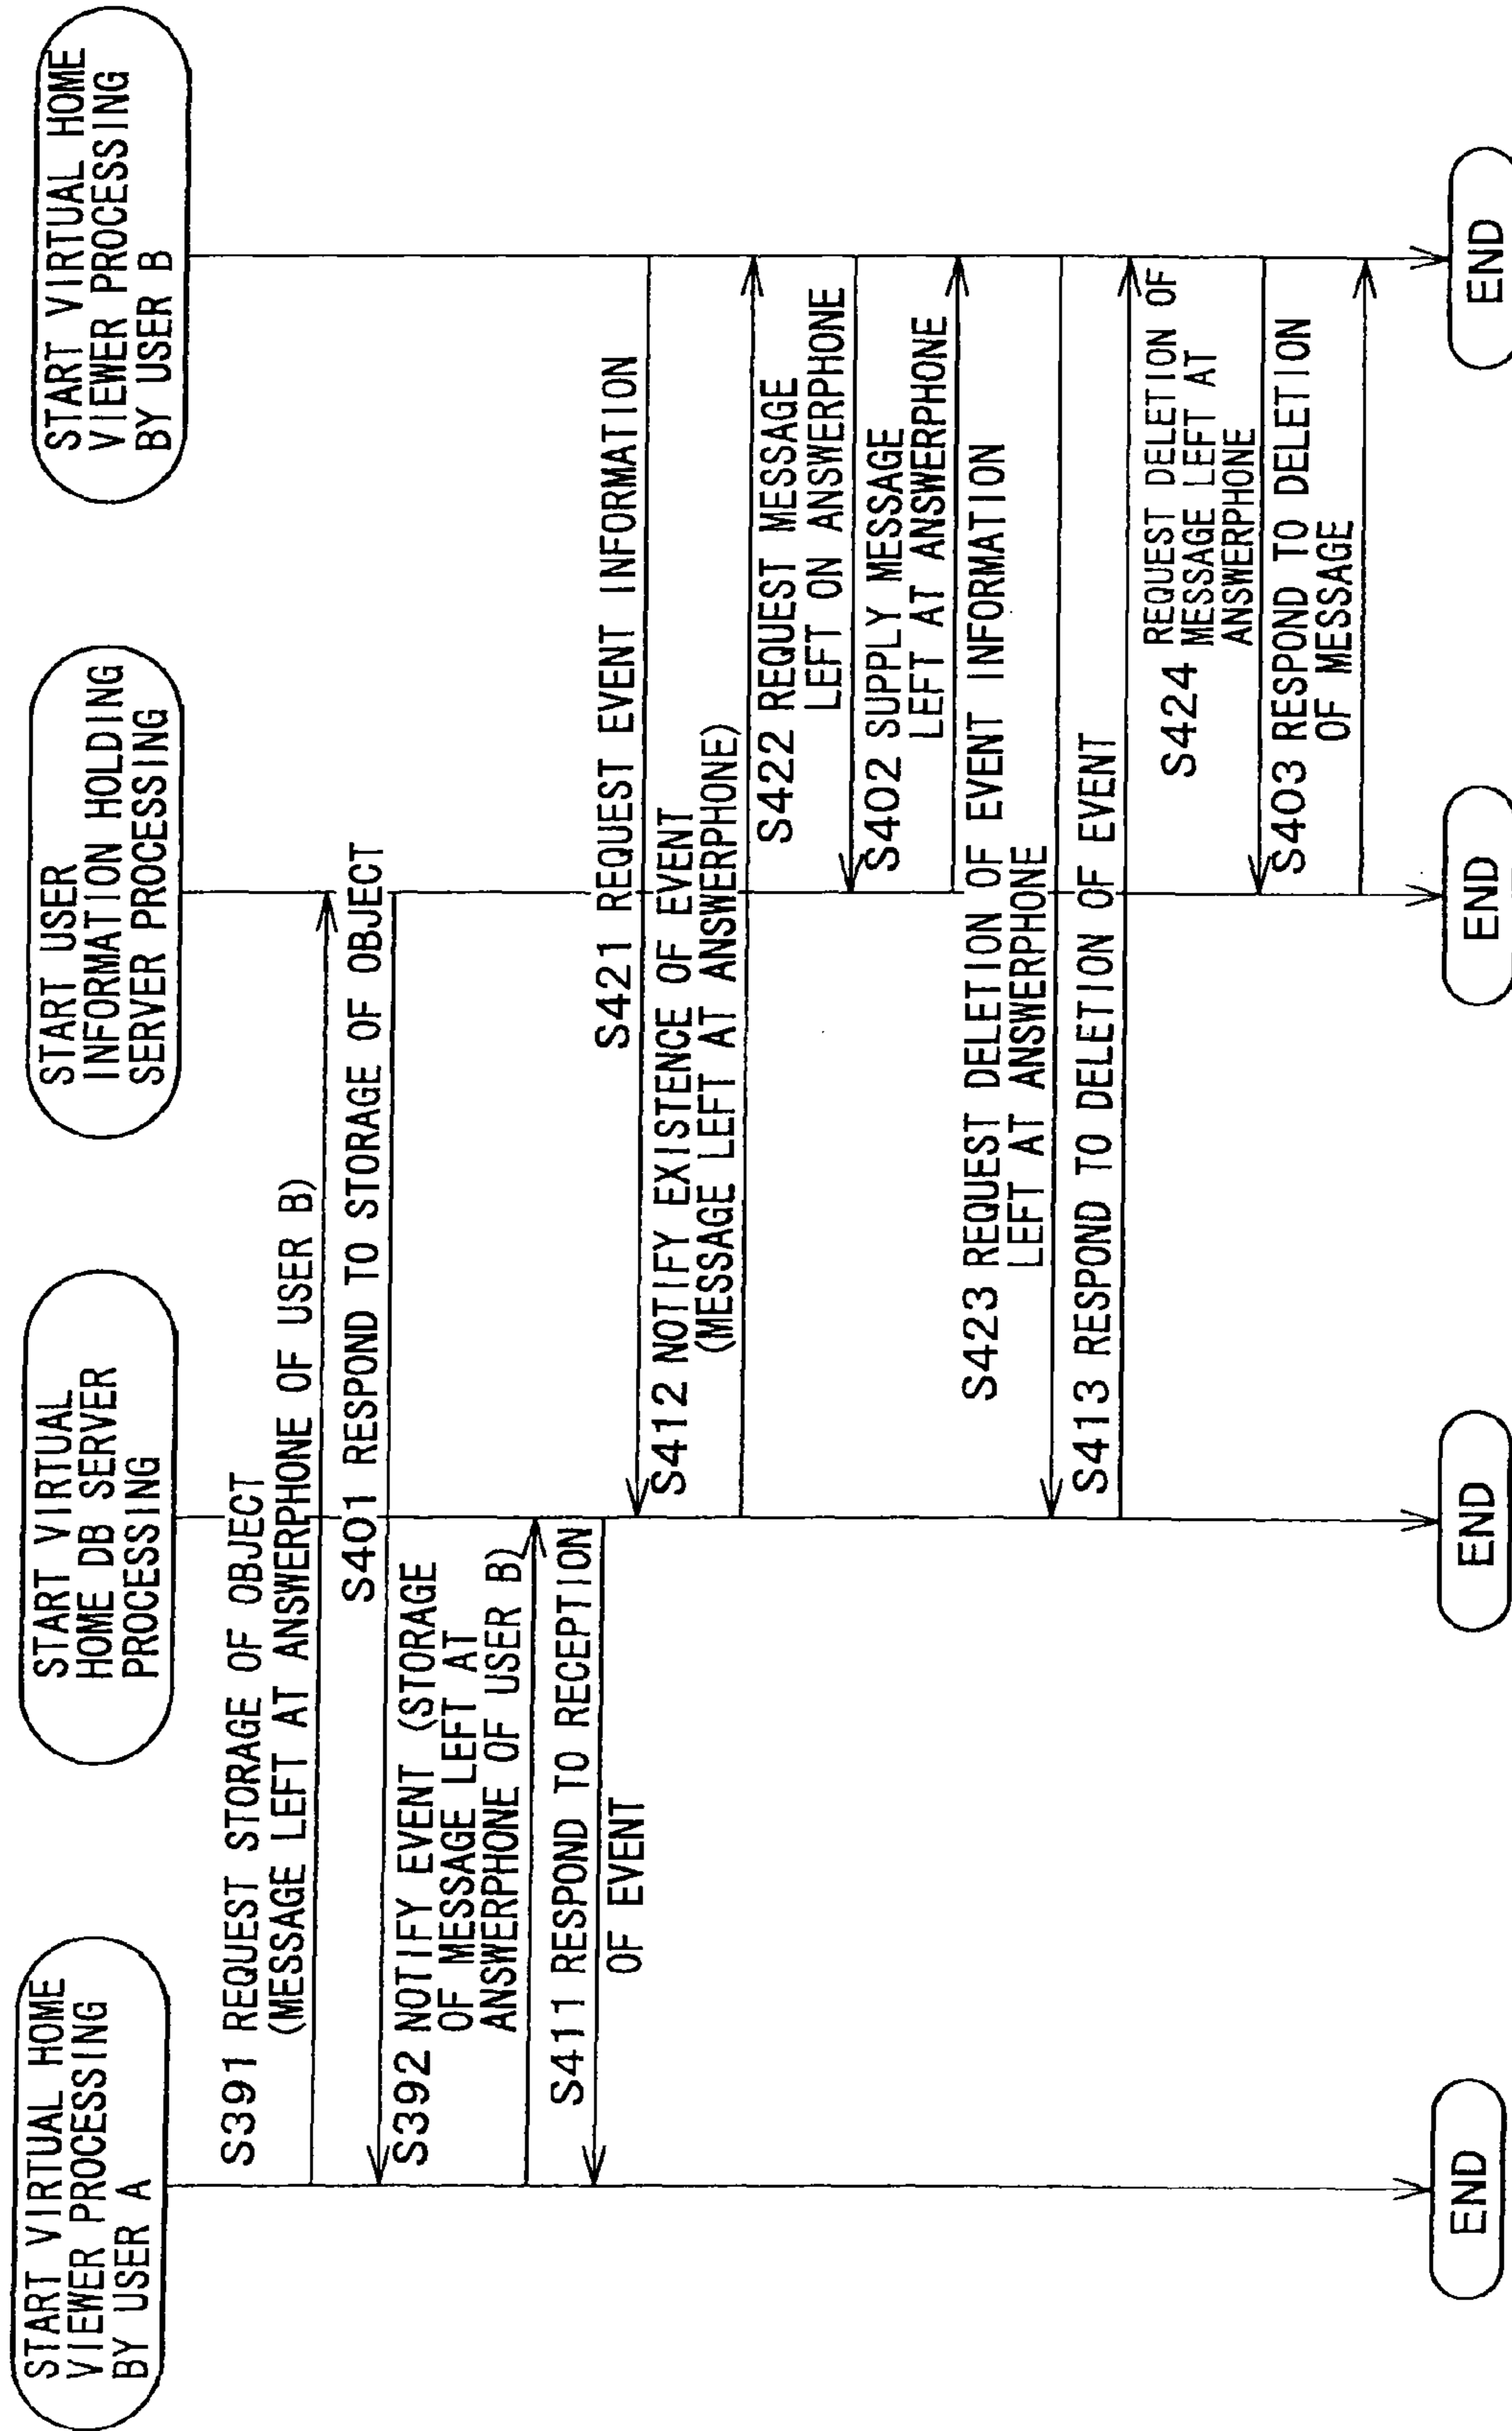 START VIRTUAL HOME
VIEWER PROCESSING
BY USER A
START VIRTUAL
HOME DB SERVER
PROCESSING
START USER
INFORMATION HOLDING
SERVER PROCESSING
START VIRTUAL HOME
VIEWER PROCESSING
BY USER B
S391 REQUEST STORAGE OF OBJECT
(MESSAGE LEFT AT ANSWERPHONE OF USER B)
S401 RESPOND TO STORAGE OF OBJECT
S392 NOTIFY EVENT (STORAGE
OF MESSAGE LEFT AT
ANSWERPHONE OF USER B)
S411 RESPOND TO RECEPTION
OF EVENT
S421 REQUEST EVENT INFORMATION
S412 NOTIFY EXISTENCE OF EVENT
(MESSAGE LEFT AT ANSWERPHONE)
S422 REQUEST MESSAGE
LEFT ON ANSWERPHONE
S402 SUPPLY MESSAGE
LEFT AT ANSWERPHONE
S423 REQUEST DELETION OF EVENT INFORMATION
LEFT AT ANSWERPHONE
S413 RESPOND TO DELETION OF EVENT
S424 REQUEST DELETION OF
MESSAGE LEFT AT
ANSWERPHONE
S403 RESPOND TO DELETION
OF MESSAGE
END
END
END
END